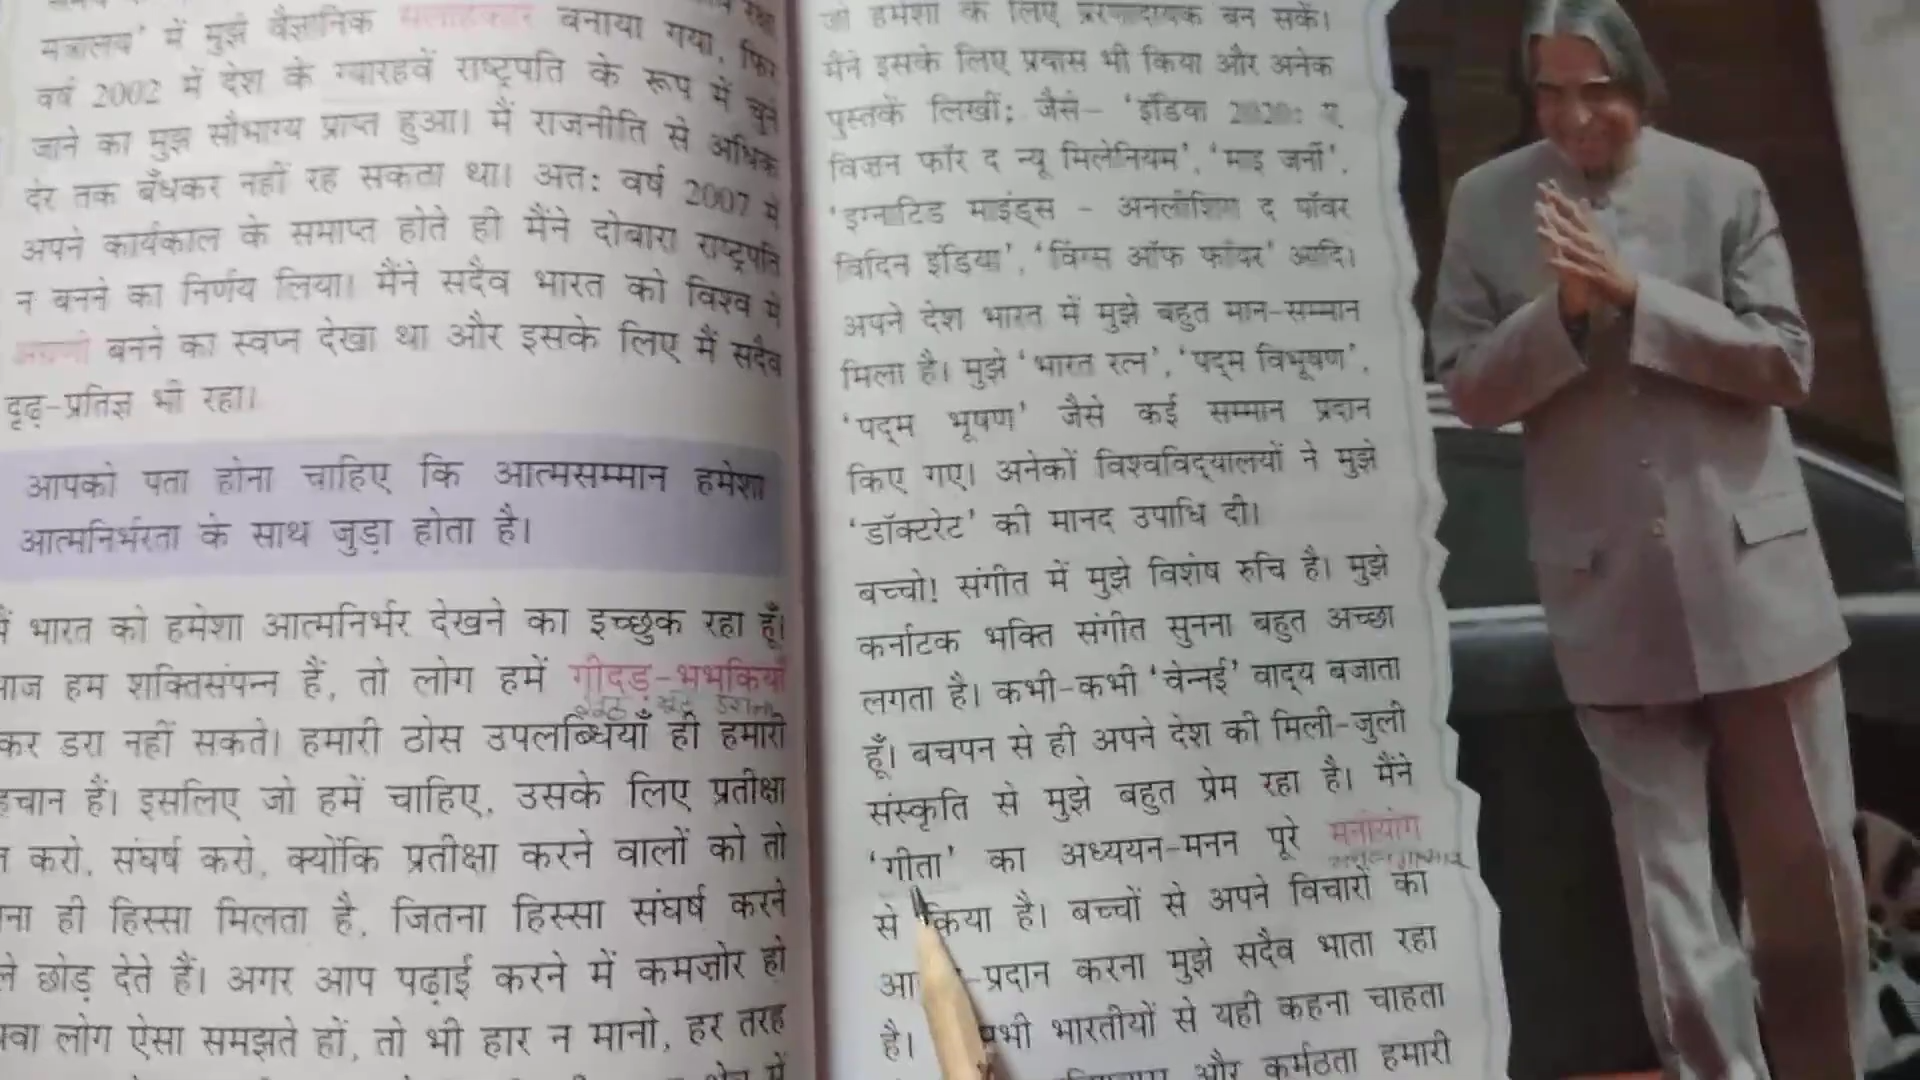 मंत्रालय' में मुझे वैज्ञानिक सलाहकार बनाया गया, फिर
वर्ष 2002 में देश के ग्यारहवें राष्ट्रपति के रूप में चुने
जाने का मुझे सौभाग्य प्राप्त हुआ। मैं राजनीति से अधिक
देर तक बँधकर नहीं रह सकता था। अतः वर्ष 2007 में
अपने कार्यकाल के समाप्त होते ही मैंने दोबारा राष्ट्रपति
न बनने का निर्णय लिया। मैंने सदैव भारत को विश्व में
अग्रणी बनने का स्वप्न देखा था और इसके लिए मैं सदैव
दृढ़-प्रतिज्ञ भी रहा।
आपको पता होना चाहिए कि आत्मसम्मान हमेशा
आत्मनिर्भरता के साथ जुड़ा होता है।
मैं भारत को हमेशा आत्मनिर्भर देखने का इच्छुक रहा हूँ।
आज हम शक्तिसंपन्न हैं, तो लोग हमें गीदड़-भभकियाँ
कर डरा नहीं सकते। हमारी ठोस उपलब्धियाँ ही हमारी
हचान हैं। इसलिए जो हमें चाहिए, उसके लिए प्रतीक्षा
न करो, संघर्ष करो, क्योंकि प्रतीक्षा करने वालों को तो
ना ही हिस्सा मिलता है, जितना हिस्सा संघर्ष करने
ले छोड़ देते हैं। अगर आप पढ़ाई करने में कमज़ोर हो
थवा लोग ऐसा समझते हों, तो भी हार न मानो, हर तरह
में
जो हमेशा के लिए प्रेरणादायक बन सकें।
मैंने इसके लिए प्रयास भी किया और अनेक
पुस्तकें लिखीं; जैसे- 'इंडिया 2020: ए
विज़न फॉर द न्यू मिलेनियम', 'माइ जर्नी',
'इग्नाटिड माइंड्स - अनलीशिंग द पॉवर
विदिन इंडिया', 'विंग्स ऑफ फॉयर' आदि।
अपने देश भारत में मुझे बहुत मान-सम्मान
मिला है। मुझे 'भारत रत्न', 'पद्म विभूषण',
'पद्म भूषण' जैसे कई सम्मान प्रदान
किए गए। अनेकों विश्वविद्यालयों ने मुझे
'डॉक्टरेट' की मानद उपाधि दी।
बच्चो! संगीत में मुझे विशेष रुचि है। मुझे
कर्नाटक भक्ति संगीत सुनना बहुत अच्छा
लगता है। कभी-कभी 'वेन्नई' वाद्य बजाता
हूँ। बचपन से ही अपने देश की मिली-जुली
संस्कृति से मुझे बहुत प्रेम रहा है। मैंने
'गीता' का अध्ययन-मनन पूरे मनोयोग
से किया है। बच्चों से अपने विचारों का
आ -प्रदान करना मुझे सदैव भाता रहा
है। भारतीयों से यही कहना चाहता
और कर्मठता हमारी